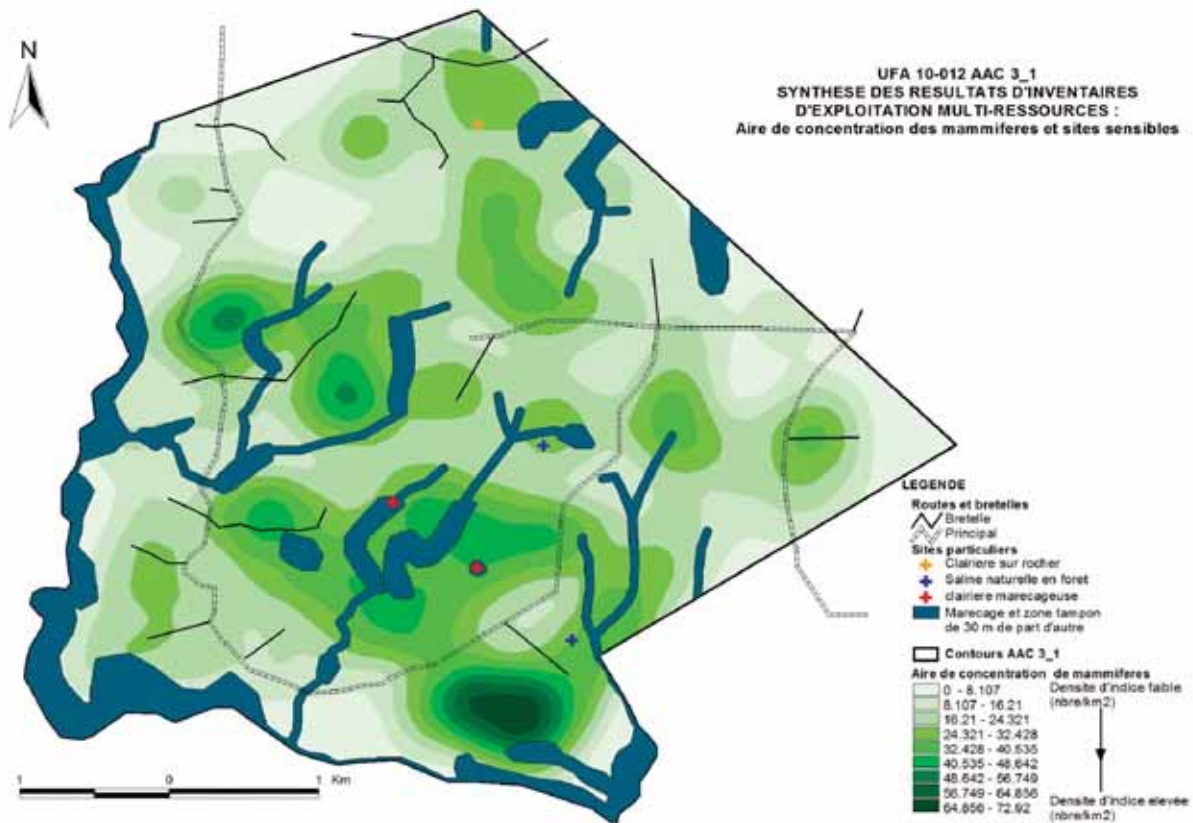 N
UFA 10-012 AAC 3_1
SYNTHESE DES RESULTATS D'INVENTAIRES
D'EXPLOITATION MULTI-RESSOURCES :
Aire de concentration des mammiferes et sites sensibles
LEGENDE
Routes et bretelles
Bretelle
Principal
Sites particuliers
Clairiere sur rocher
Saline naturelle en foret
clairiere marecageuse
Marecage et zone tampon
de 30 m de part d'autre
Contours AAC 3_1
Aire de concentration de mammiferes
0 - 8.107
8.107 - 16.21
16.21 - 24.321
24.321 - 32.428
32.428 - 40.535
40.535 - 48.642
48.642 - 56.749
56.749 - 64.856
64.856 - 72.92
Densite d'indice faible
(nbre/km2)
Densite d'indice elevée
(nbre/km2)
1 0 1 Km